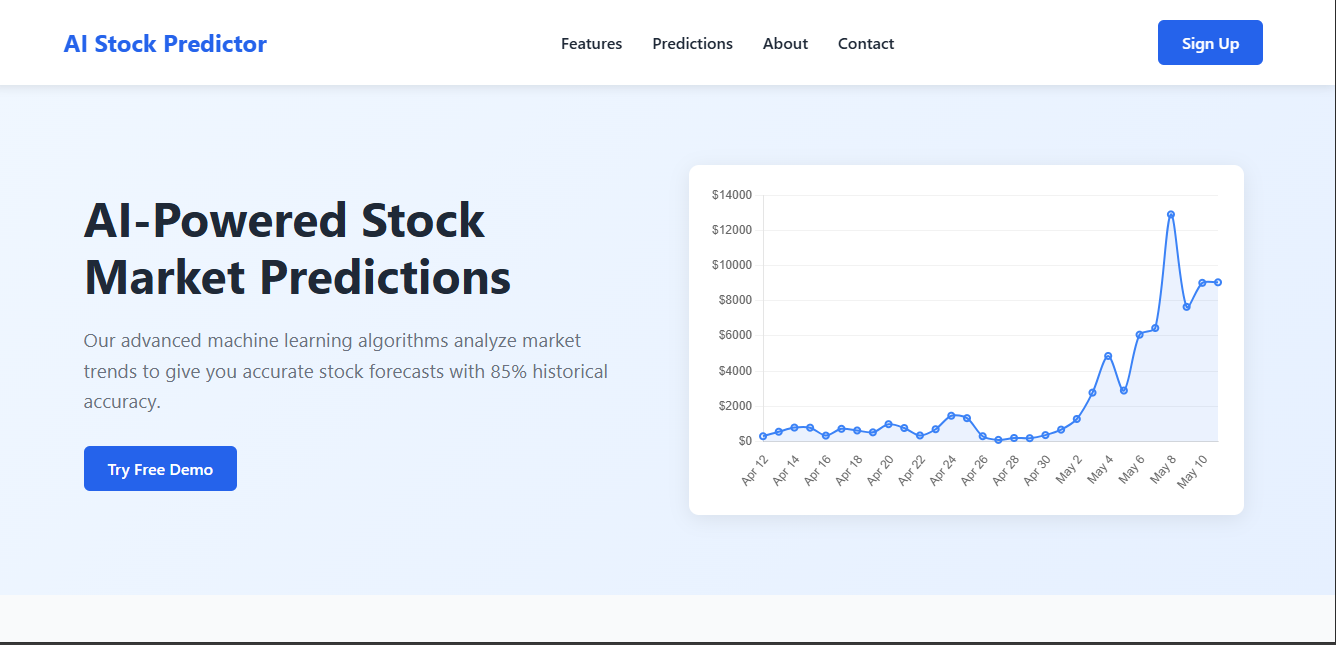 AI Stock Predictor
Features
Predictions
About
Contact
Sign Up
AI-Powered Stock
Market Predictions
Our advanced machine learning algorithms analyze market
trends to give you accurate stock forecasts with 85% historical
accuracy.
Try Free Demo
$14000
$12000
$10000
$8000
$6000
$4000
$2000
$0
Apr 12
Apr 14
Apr 16
Apr 18
Apr 20
Apr 22
Apr 24
Apr 26
Apr 28
Apr 30
May 2
May 4
May 6
May 8
May 10